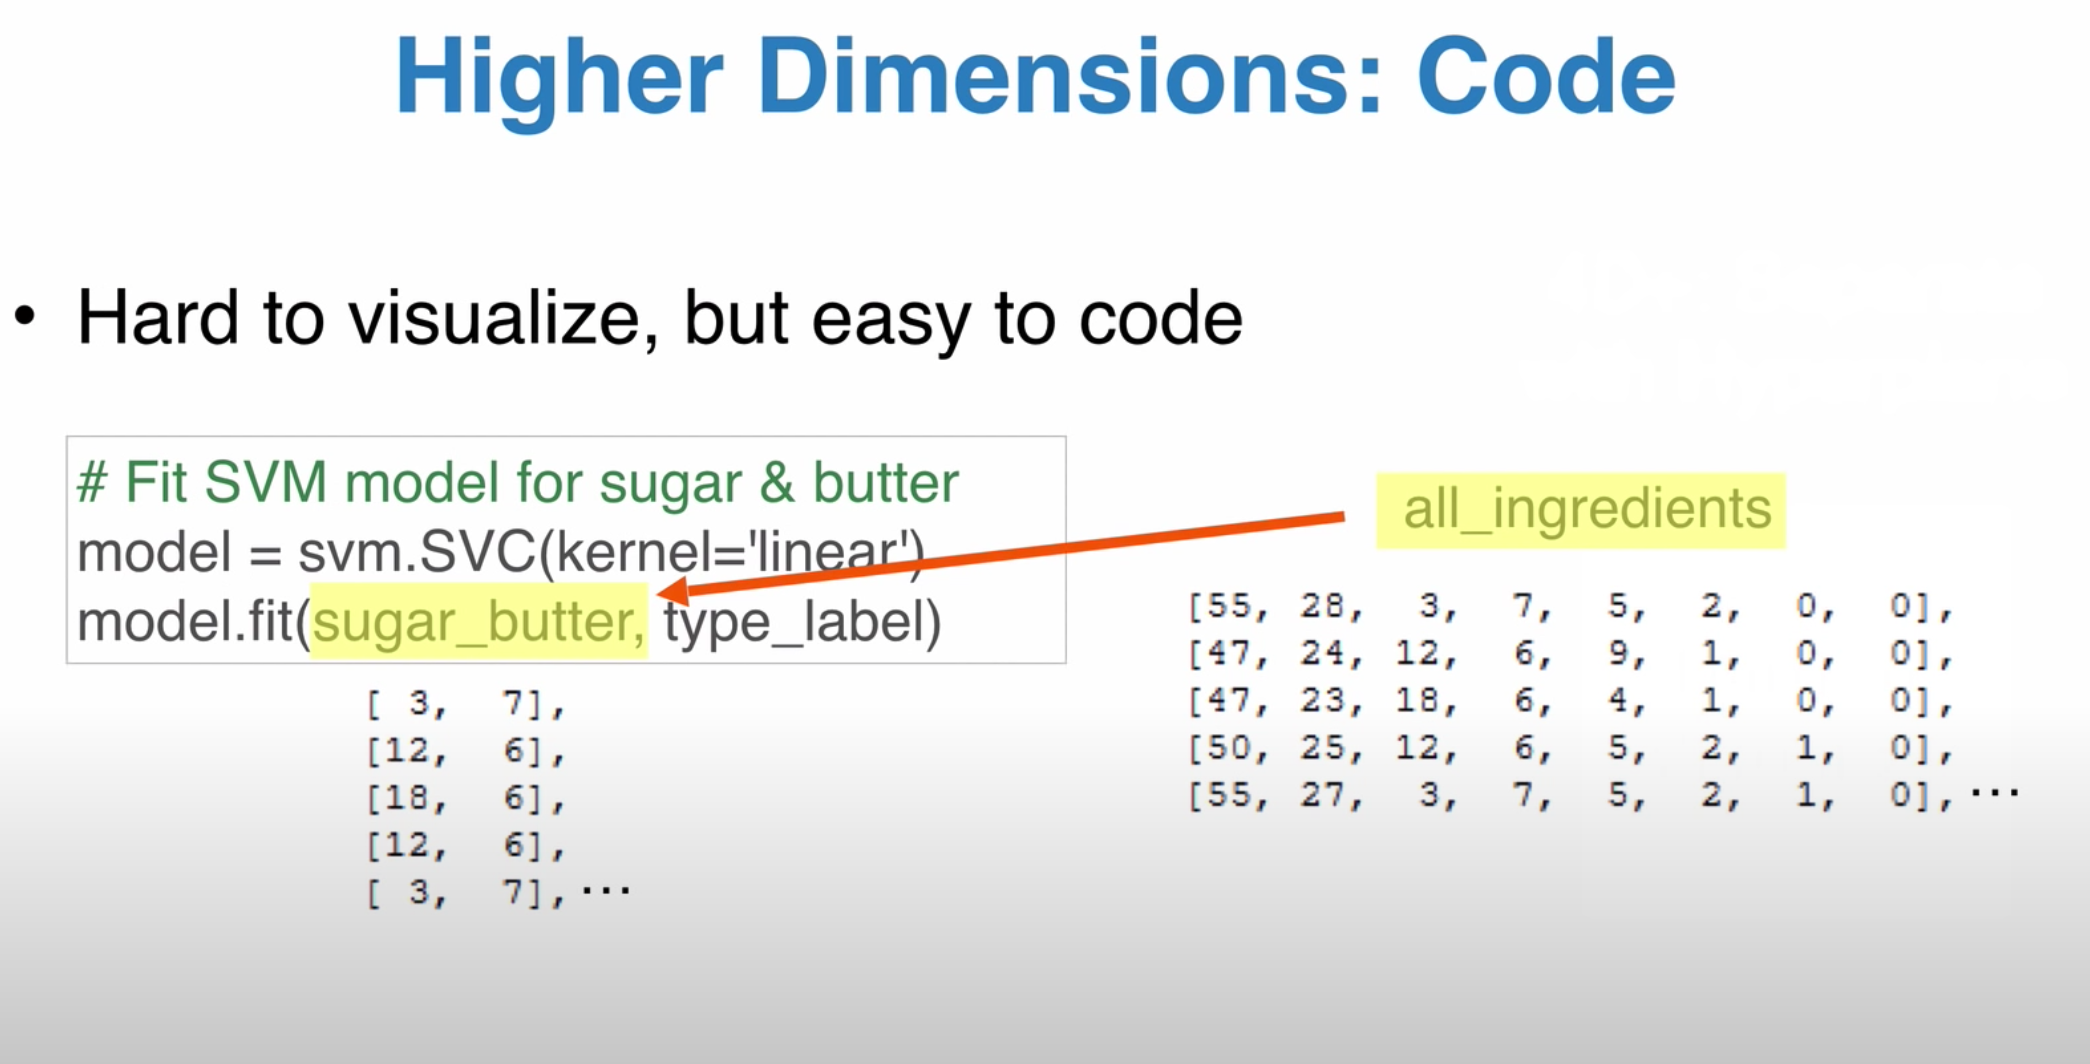 Higher Dimensions: Code
• Hard to visualize, but easy to code
# Fit SVM model for sugar & butter
model = svm.SVC(kernel='linear')
model.fit(sugar_butter, type_label)
[ 3, 7],
[12, 6],
[18, 6],
[12, 6],
[ 3, 7], ...
all_ingredients
[55, 28, 3, 7, 5, 2, 0, 0],
[47, 24, 12, 6, 9, 1, 0, 0],
[47, 23, 18, 6, 4, 1, 0, 0],
[50, 25, 12, 6, 5, 2, 1, 0],
[55, 27, 3, 7, 5, 2, 1, 0], ...